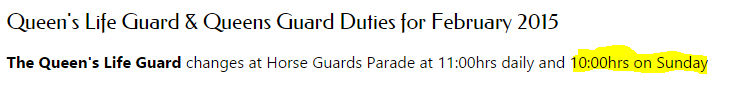 Queen's Life Guard & Queens Guard Duties for February 2015
The Queen's Life Guard changes at Horse Guards Parade at 11:00hrs daily and 10:00hrs on Sunday